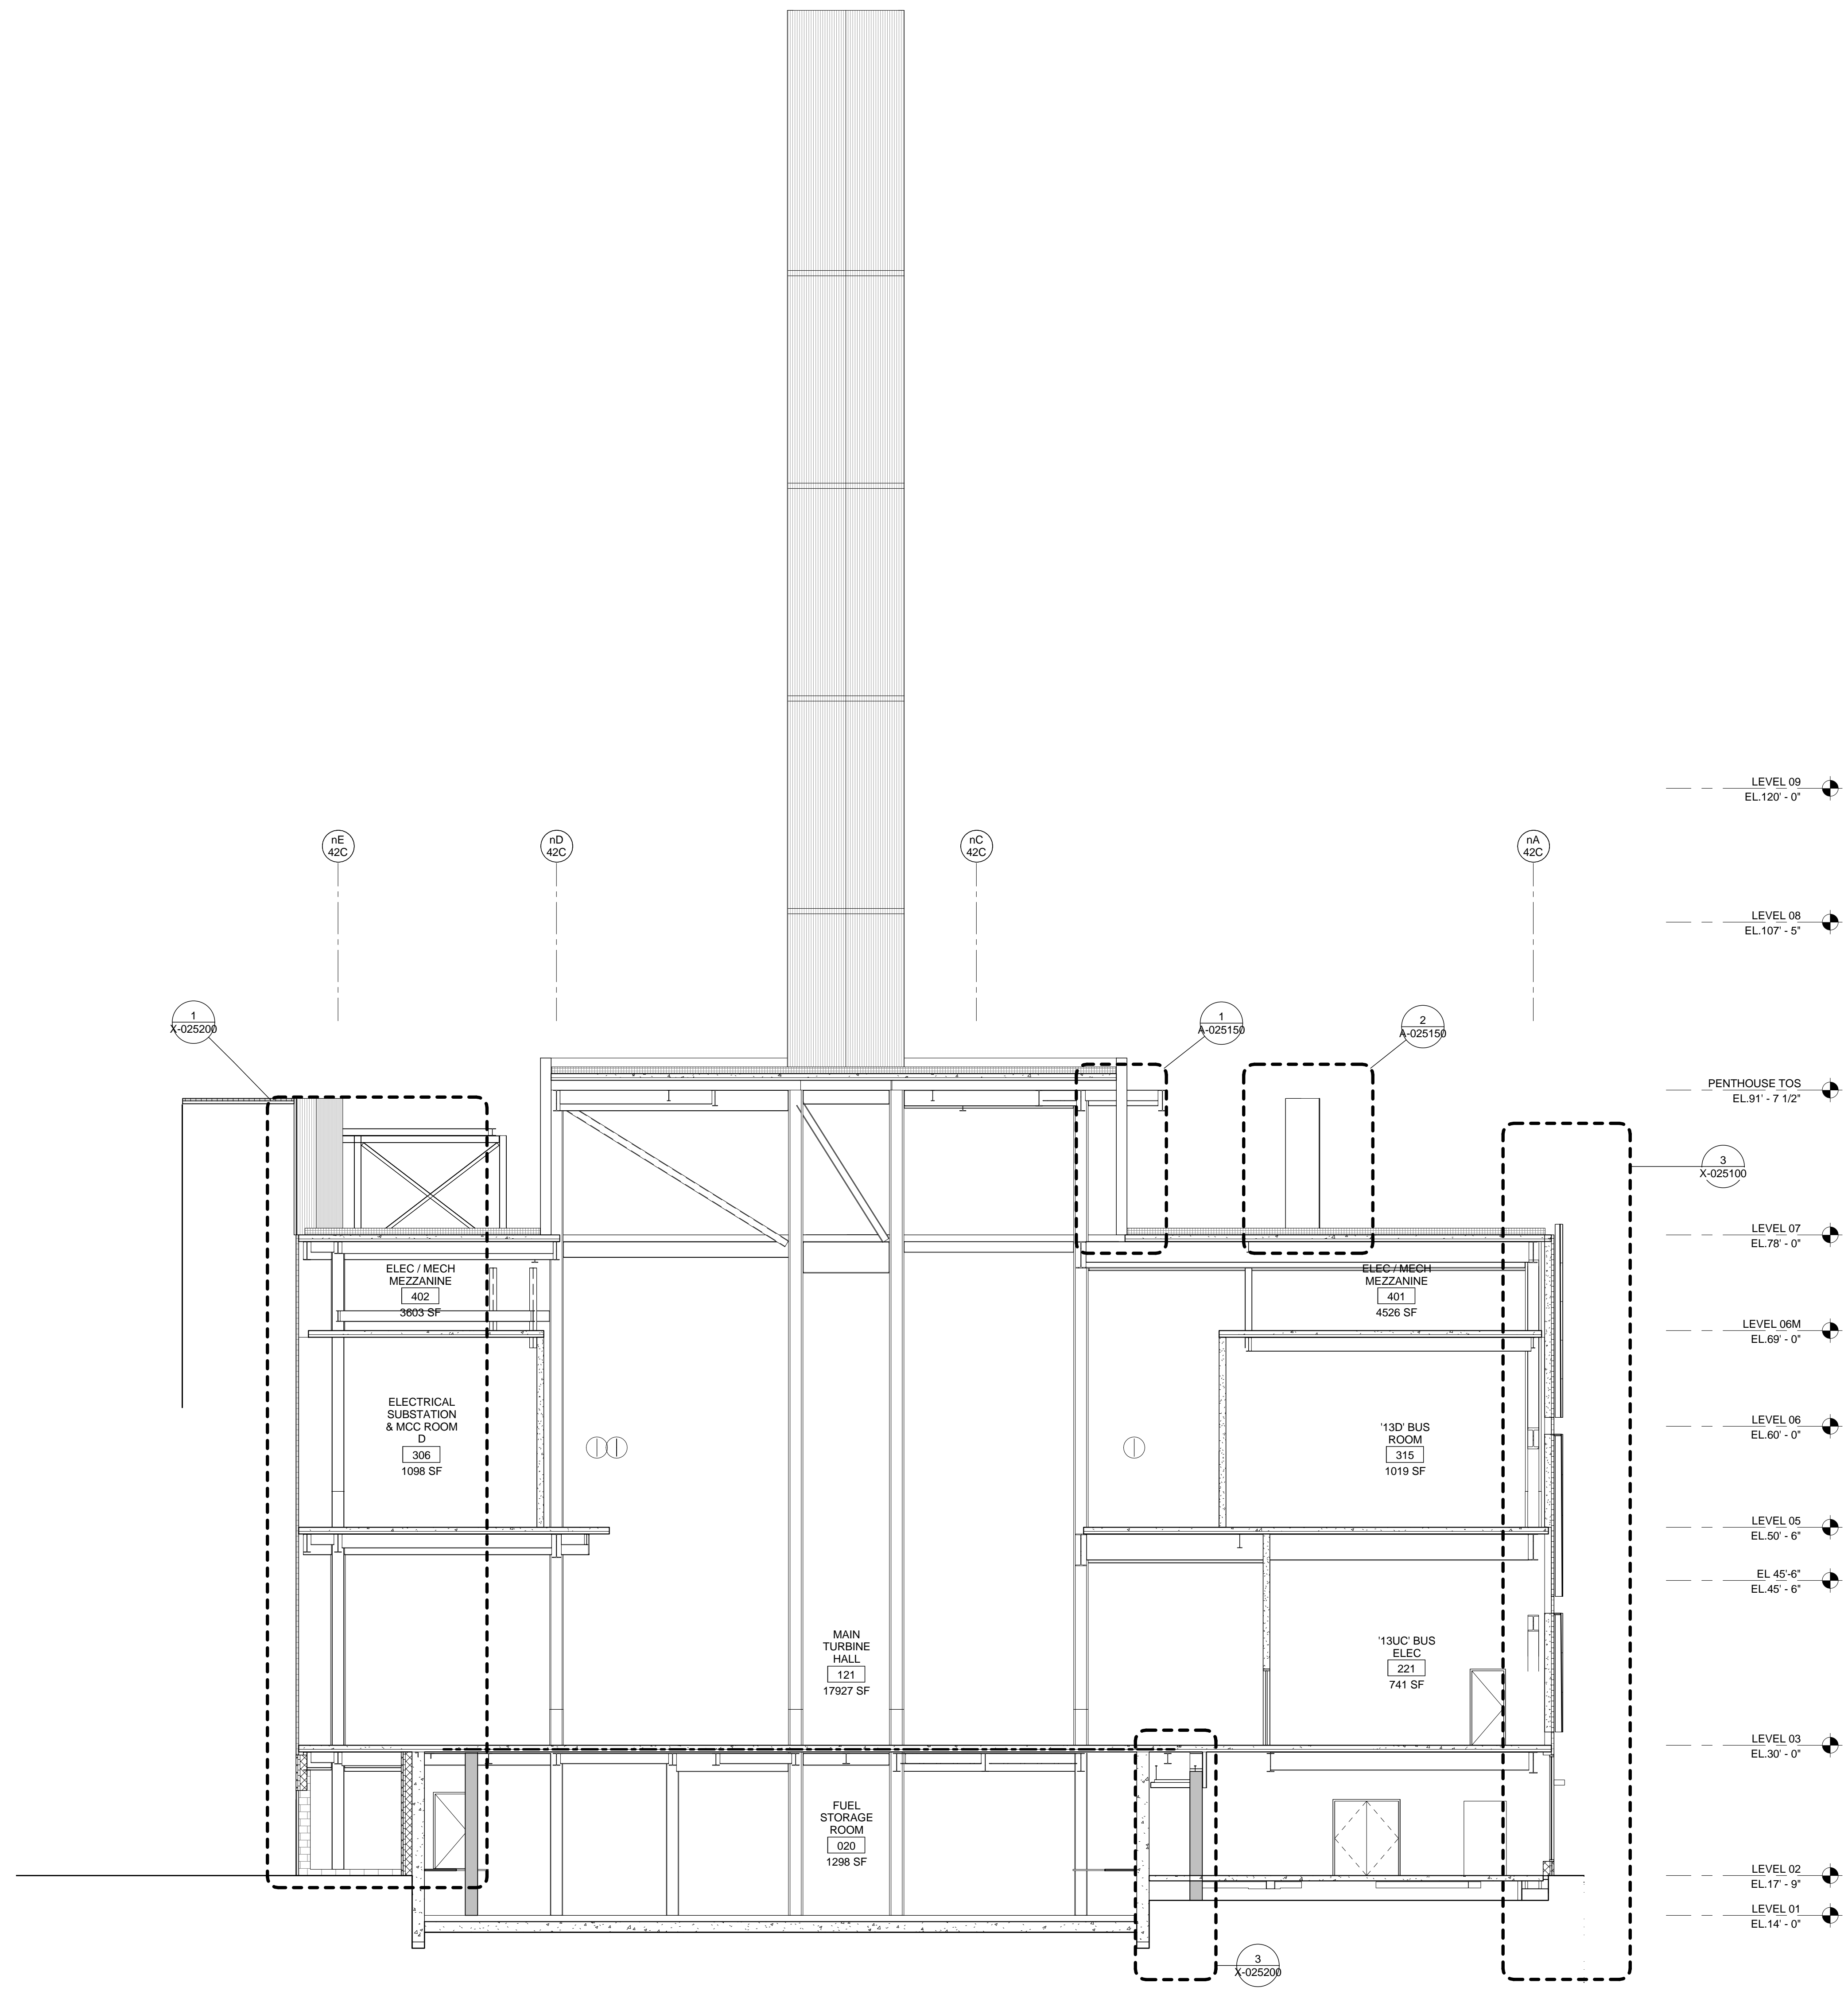 LEVEL 09
EL.120' - 0"
nE
42C
nD
42C
nC
42C
nA
42C
LEVEL 08
EL.107' - 5"
1
X-025200
1
A-025150
2
A-025150
PENTHOUSE TOS
EL.91' - 7 1/2"
3
X-025100
LEVEL 07
EL.78' - 0"
ELEC / MECH
MEZZANINE
402
3603 SF
ELEC / MECH
MEZZANINE
401
4526 SF
LEVEL 06M
EL.69' - 0"
ELECTRICAL
SUBSTATION
& MCC ROOM
D
306
1098 SF
'13D' BUS
ROOM
315
1019 SF
LEVEL 06
EL.60' - 0"
LEVEL 05
EL.50' - 6"
EL 45'-6"
EL.45' - 6"
MAIN
TURBINE
HALL
121
17927 SF
'13UC' BUS
ELEC
221
741 SF
LEVEL 03
EL.30' - 0"
FUEL
STORAGE
ROOM
020
1298 SF
LEVEL 02
EL.17' - 9"
LEVEL 01
EL.14' - 0"
3
X-025200